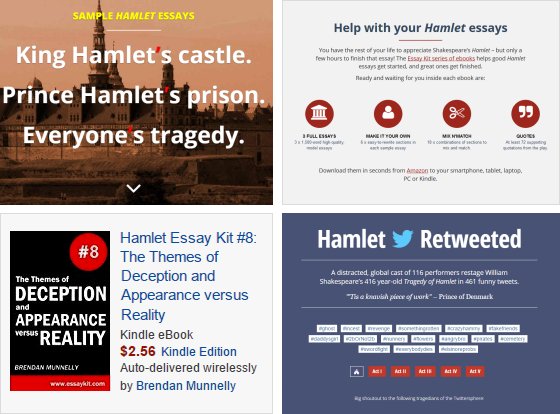 SAMPLE HAMLET ESSAYS
King Hamlet's castle.
Prince Hamlet's prison.
Everyone's tragedy.
Help with your Hamlet essays
You have the rest of your life to appreciate Shakespeare's Hamlet – but only a
few hours to finish that essay! The Essay Kit series of ebooks helps good Hamlet
essays get started, and great ones get finished.
Ready and waiting for you inside each ebook are:
3 FULL ESSAYS
3 x 1,500-word high-quality,
model essays
MAKE IT YOUR OWN
6 x easy-to-rewrite sections in
each sample essay
MIX N'MATCH
18 x combinations of sections to
mix and match
QUOTES
At least 72 supporting
quotations from the play.
Download them in seconds from Amazon to your smartphone, tablet, laptop,
PC or Kindle.
#8
The Themes of
DECEPTION
and
APPEARANCE
versus REALITY
BRENDAN MUNNELLY
www.essaykit.com
Hamlet Essay Kit #8:
The Themes of
Deception and
Appearance versus
Reality
Kindle eBook
$2.56 Kindle Edition
Auto-delivered wirelessly
by Brendan Munnelly
Hamlet Retweeted
A distracted, global cast of 116 performers restage William
Shakespeare's 416 year-old Tragedy of Hamlet in 461 funny tweets.
"'Tis a knavish piece of work" – Prince of Denmark
#ghost #incest #revenge #somethingrotten #crazyhammy #fakefriends
#daddysgirl #2bOrNot2b #nunnery #flowers #angrybro #pirates #cemetery
#swordfight #everybodydies #elsinorepross
Act I Act II Act III Act IV Act V
Big shoutout to the following tragedians of the Twittersphere!